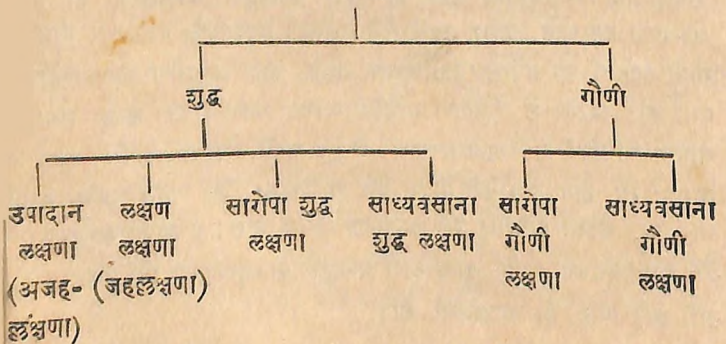 शुद्ध गौणी
उपादान लक्षण सारोपा शुद्ध साध्यवसाना सारोपा साध्यवसाना
लक्षणा लक्षणा लक्षणा शुद्ध लक्षणा गौणी गौणी
(अजह- (जहल्लक्षणा) लक्षणा लक्षणा
ल्लक्षणा)